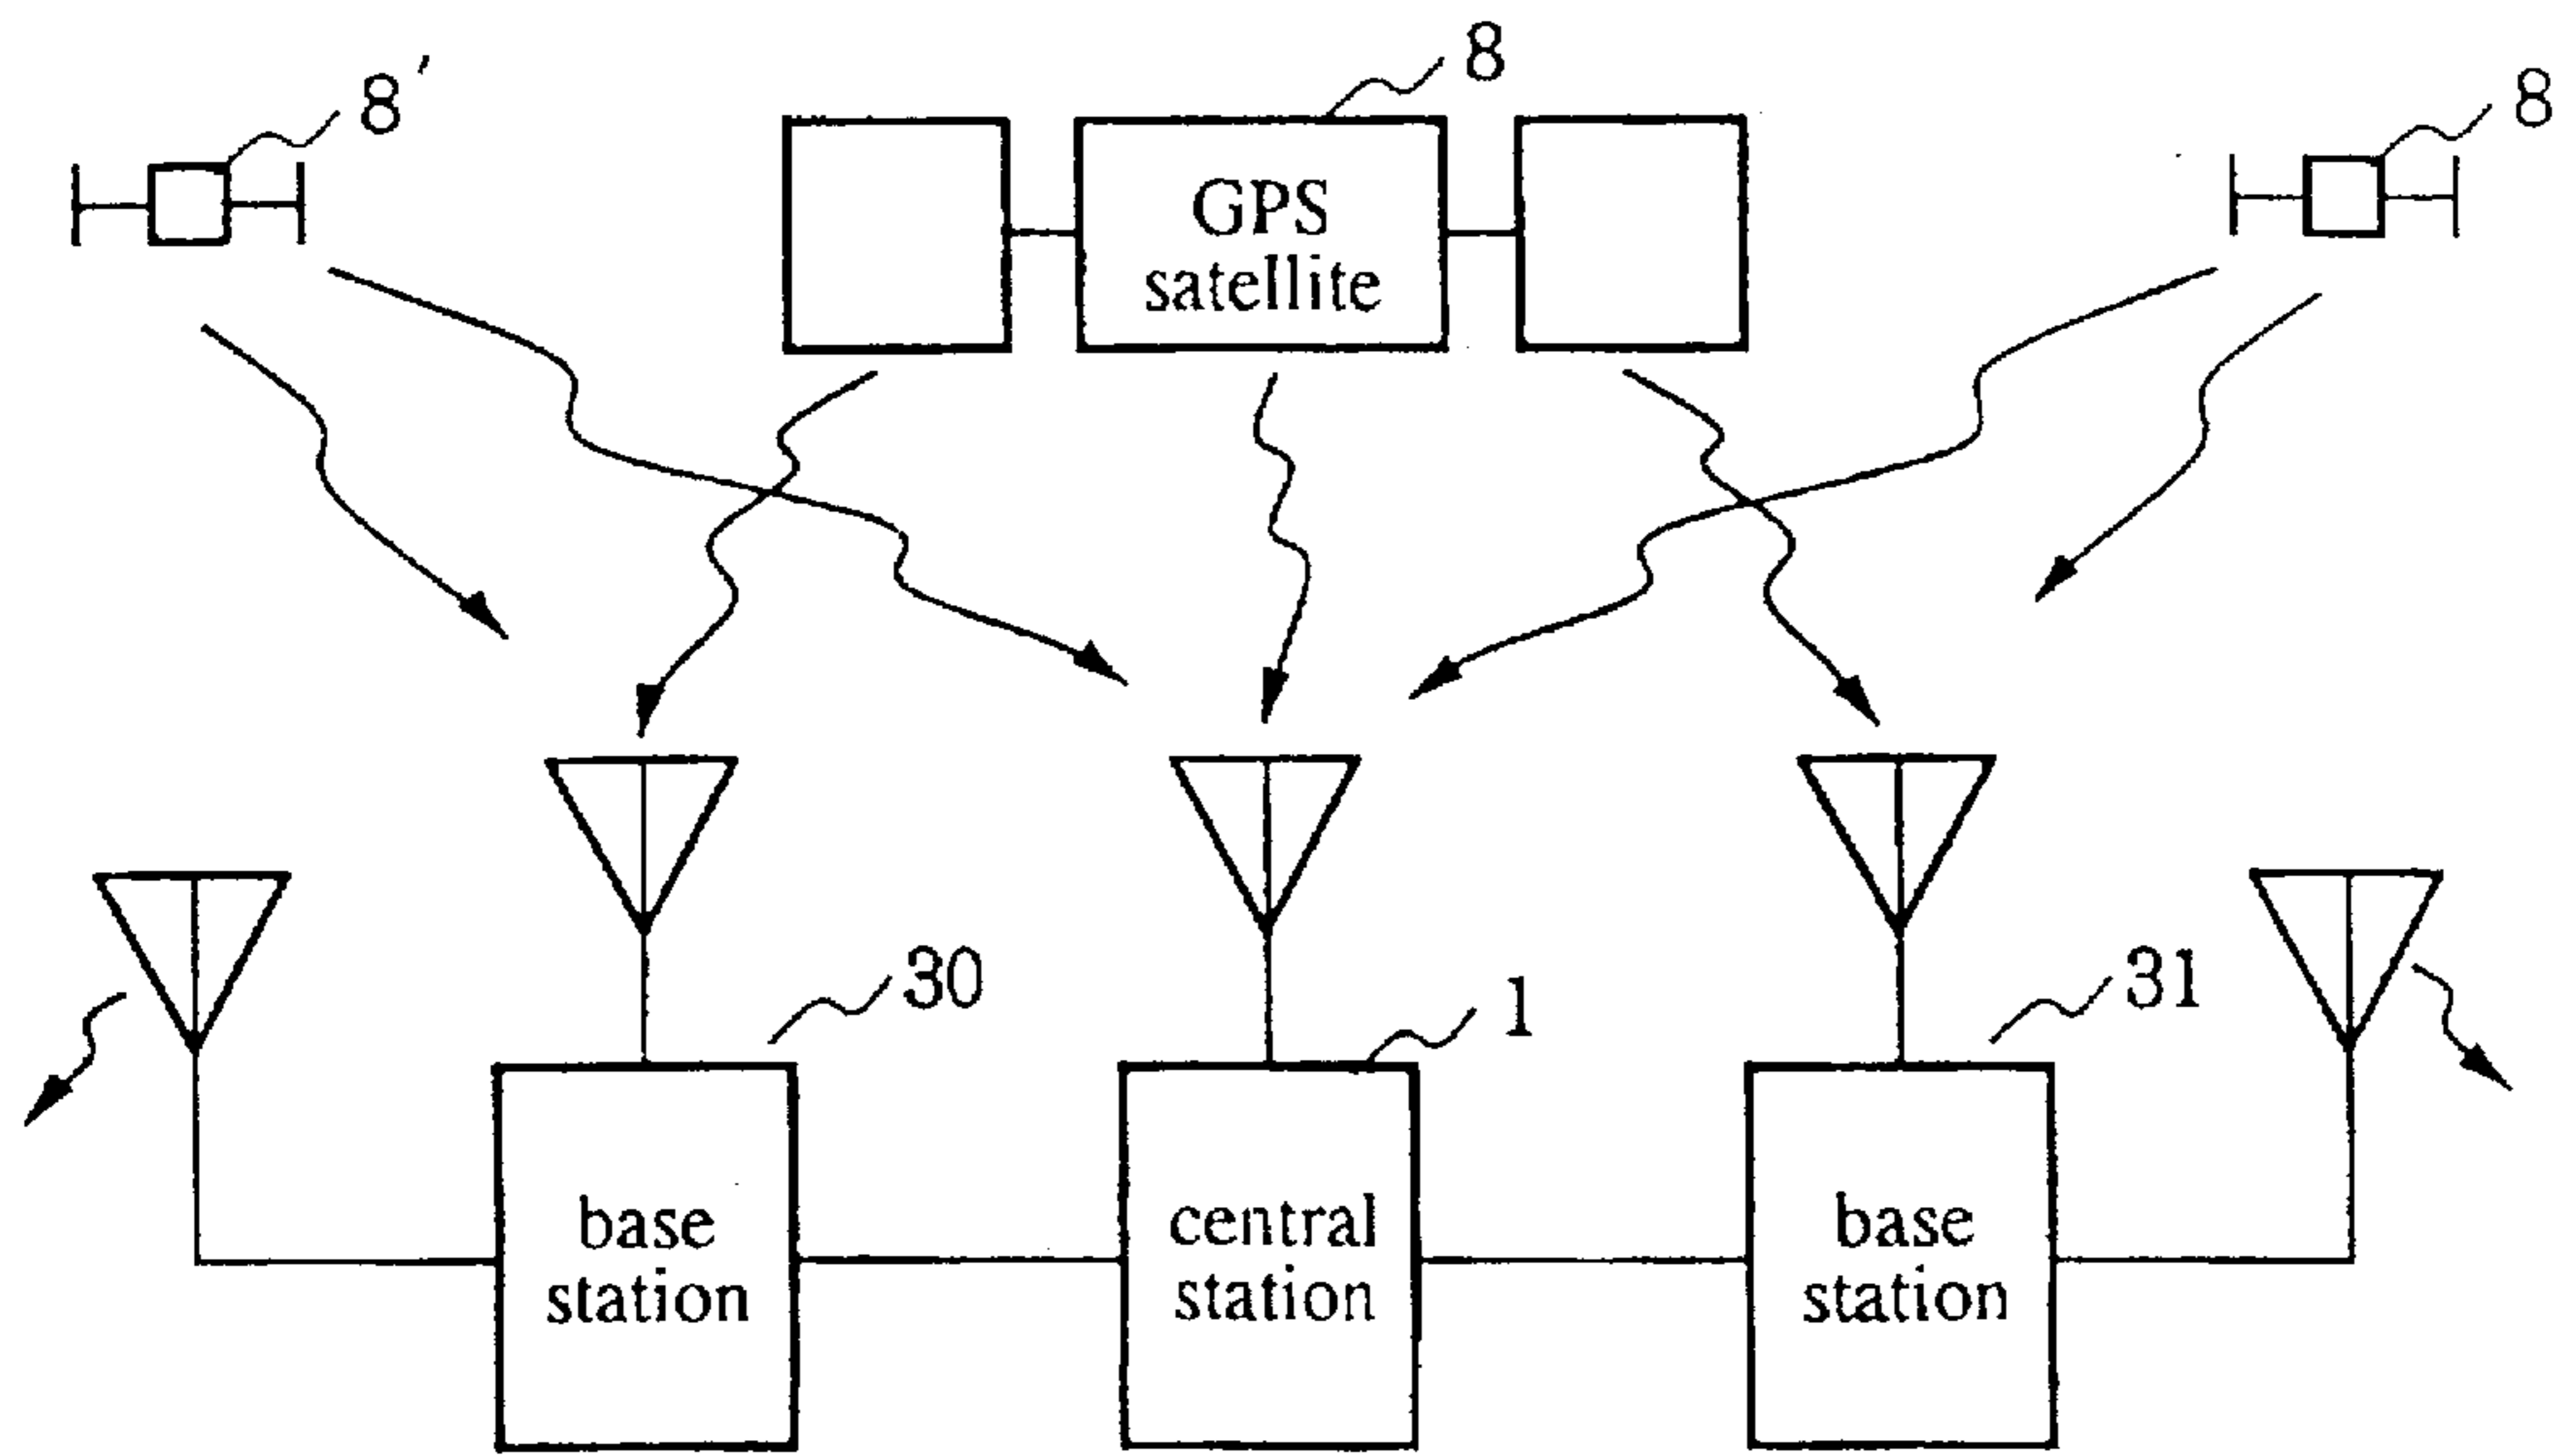 8'
8
8
GPS
satellite
30
1
31
base
station
central
station
base
station